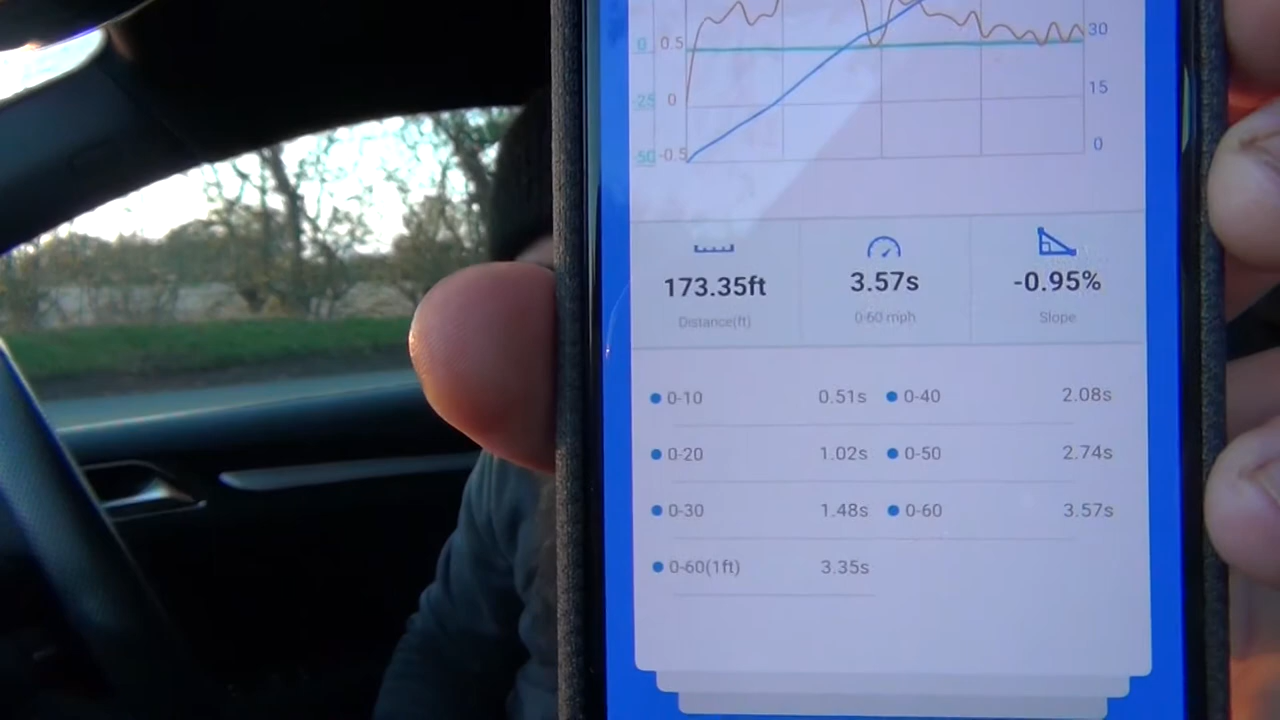 0 0.5 30
-25 0 15
-50 -0.5 0
173.35ft 3.57s -0.95%
Distance(ft) 0-60 mph Slope
0-10 0.51s 0-40 2.08s
0-20 1.02s 0-50 2.74s
0-30 1.48s 0-60 3.57s
0-60(1ft) 3.35s